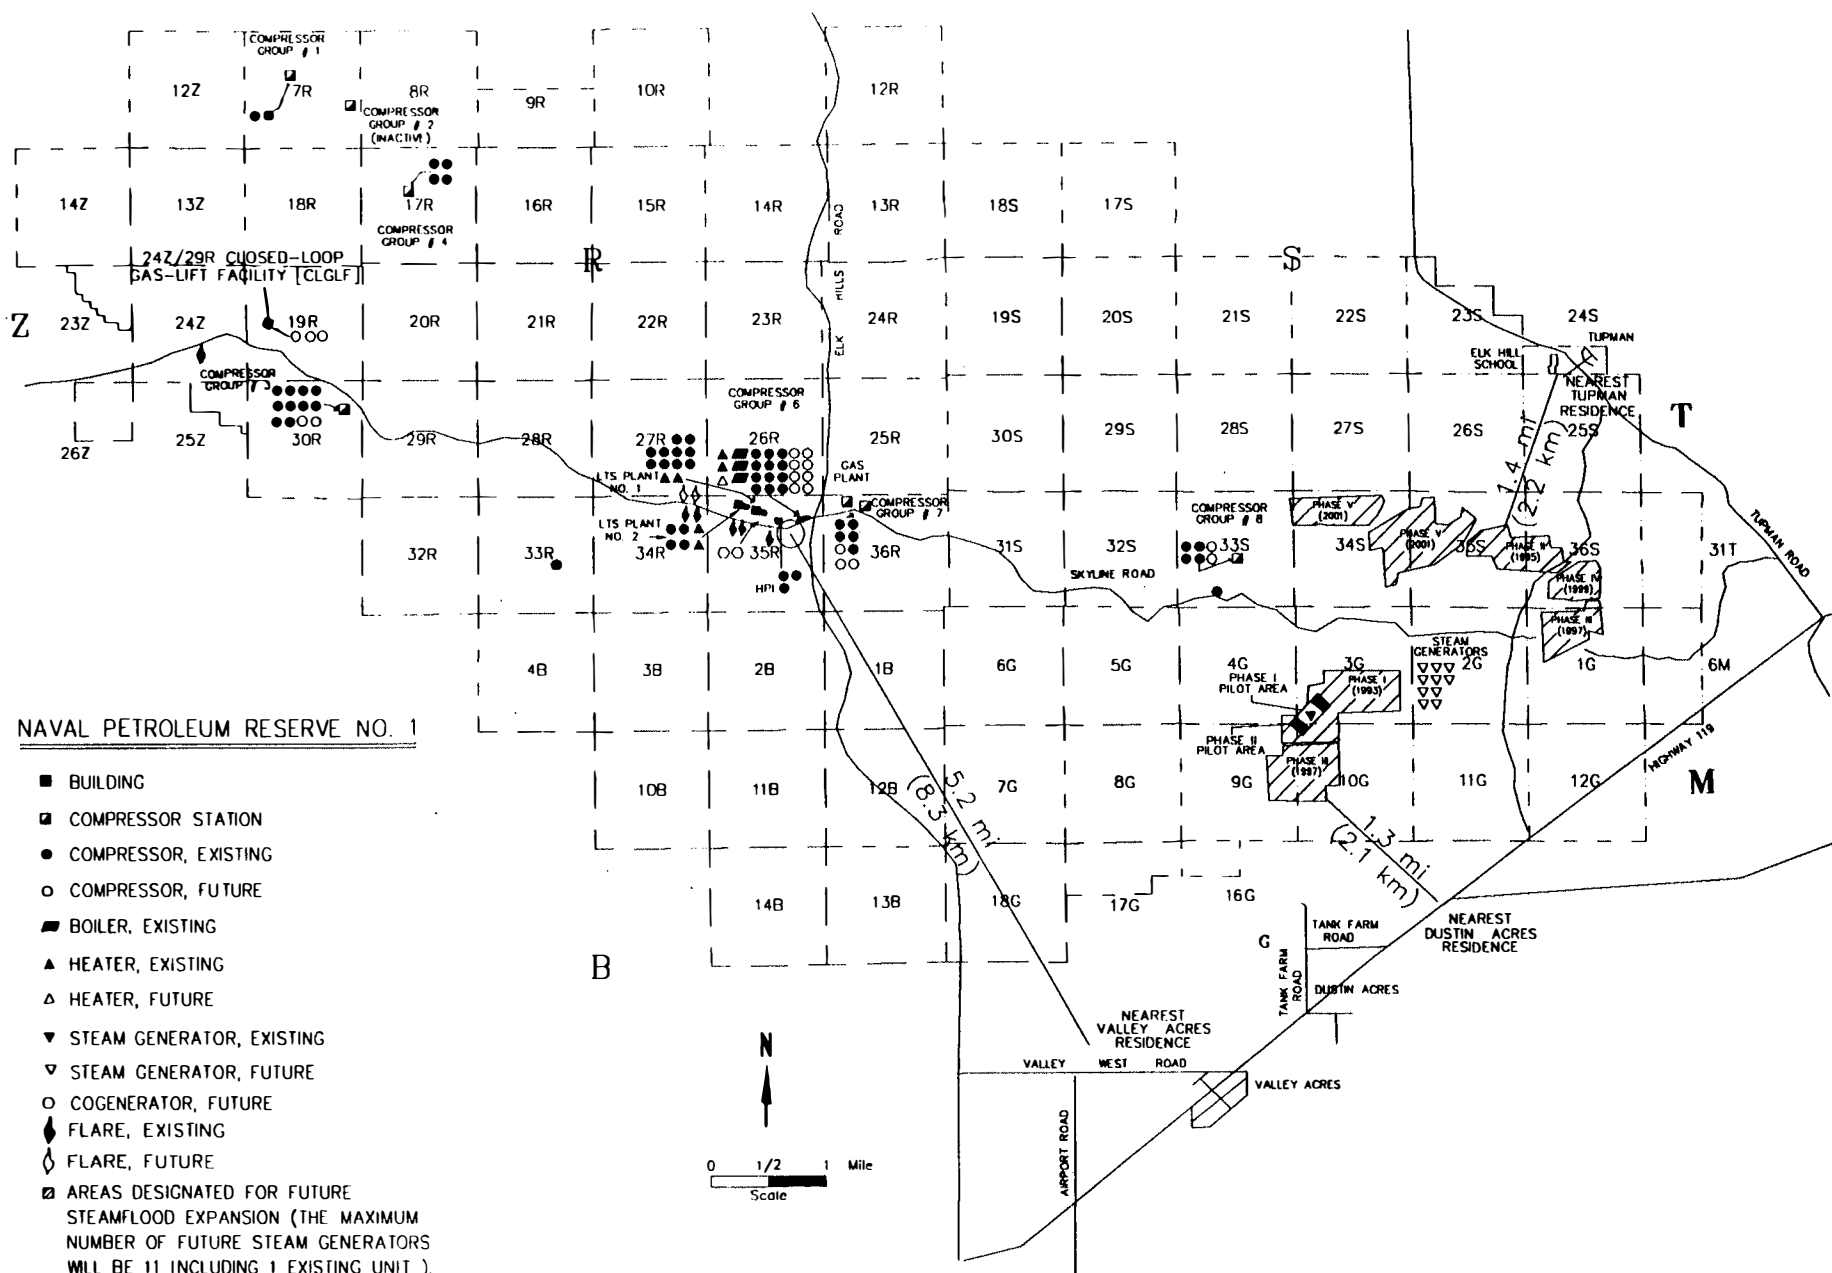 COMPRESSOR
GROUP # 1
12Z
7R
8R
9R
10R
12R
COMPRESSOR
GROUP # 2
(INACTIVE)
14Z
13Z
18R
17R
16R
15R
14R
13R
18S
17S
COMPRESSOR
GROUP # 4
ELK HILLS ROAD
24Z/29R CLOSED-LOOP
GAS-LIFT FACILITY [CLGLF]
R
S
Z
23Z
24Z
19R
20R
21R
22R
23R
24R
19S
20S
21S
22S
23S
24S
TUPMAN
ELK HILL
SCHOOL
NEAREST
TUPMAN
RESIDENCE
T
COMPRESSOR
GROUP # 3
COMPRESSOR
GROUP # 6
26Z
25Z
30R
29R
28R
27R
26R
25R
30S
29S
28S
27S
26S
25S
1.4 mi
(2.2 km)
LTS PLANT
NO. 1
GAS
PLANT
COMPRESSOR
GROUP # 7
COMPRESSOR
GROUP # 8
PHASE V
(2001)
PHASE V
(2001)
LTS PLANT
NO. 2
32R
33R
34R
35R
36R
31S
32S
33S
34S
35S
PHASE II
(1995)
36S
31T
TUPMAN ROAD
HPI
SKYLINE ROAD
PHASE IV
(1999)
PHASE III
(1997)
4B
3B
2B
1B
6G
5G
4G
3G
STEAM
GENERATORS
2G
1G
6M
PHASE I
PILOT AREA
PHASE I
(1993)
PHASE II
PILOT AREA
PHASE III
(1997)
HIGHWAY 119
M
10B
11B
12B
7G
8G
9G
10G
11G
12G
5.2 mi
(8.3 km)
1.3 mi
(2.1 km)
14B
13B
18G
17G
16G
B
G
TANK FARM
ROAD
TANK FARM
ROAD
DUSTIN ACRES
NEAREST
DUSTIN ACRES
RESIDENCE
NEAREST
VALLEY ACRES
RESIDENCE
VALLEY WEST ROAD
VALLEY ACRES
AIRPORT ROAD
N
0 1/2 1 Mile
Scale
NAVAL PETROLEUM RESERVE NO. 1
BUILDING
COMPRESSOR STATION
COMPRESSOR, EXISTING
COMPRESSOR, FUTURE
BOILER, EXISTING
HEATER, EXISTING
HEATER, FUTURE
STEAM GENERATOR, EXISTING
STEAM GENERATOR, FUTURE
COGENERATOR, FUTURE
FLARE, EXISTING
FLARE, FUTURE
AREAS DESIGNATED FOR FUTURE
STEAMFLOOD EXPANSION (THE MAXIMUM
NUMBER OF FUTURE STEAM GENERATORS
WILL BE 11 INCLUDING 1 EXISTING UNIT ).